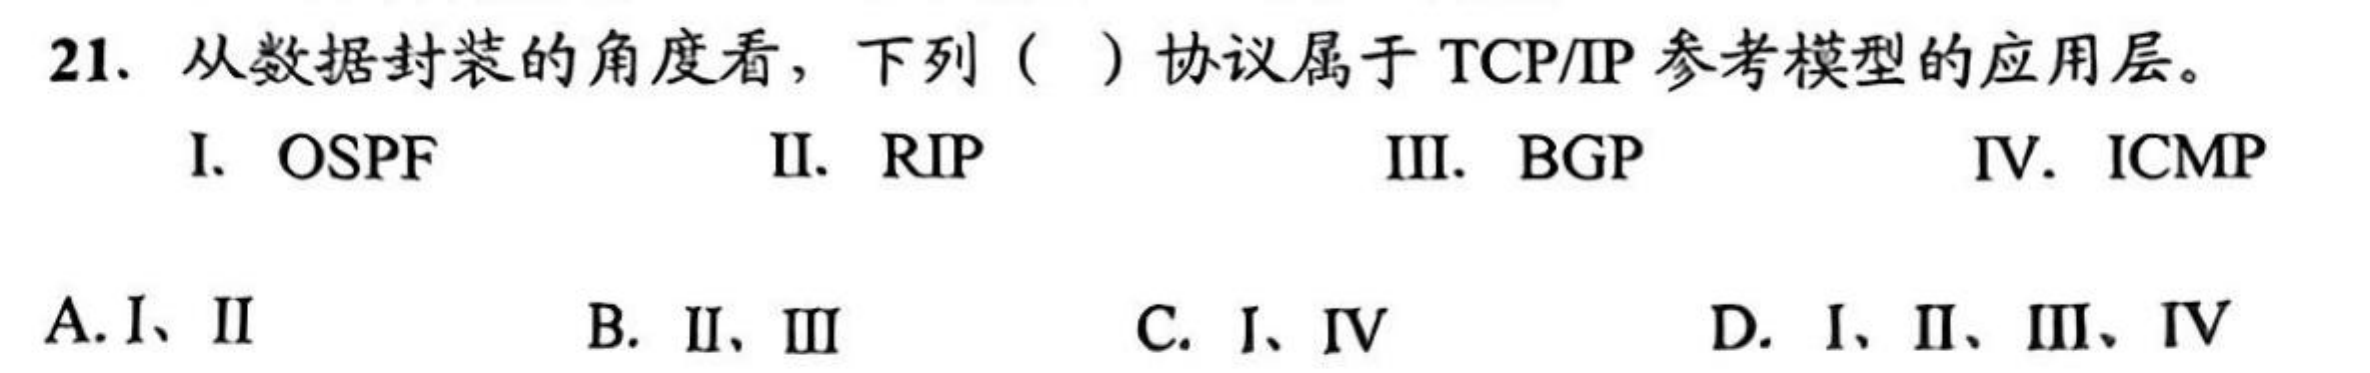 21. 从数据封装的角度看，下列（ ）协议属于 TCP/IP 参考模型的应用层。
I. OSPF II. RIP III. BGP IV. ICMP
A. I、II B. II、III C. I、IV D. I、II、III、IV